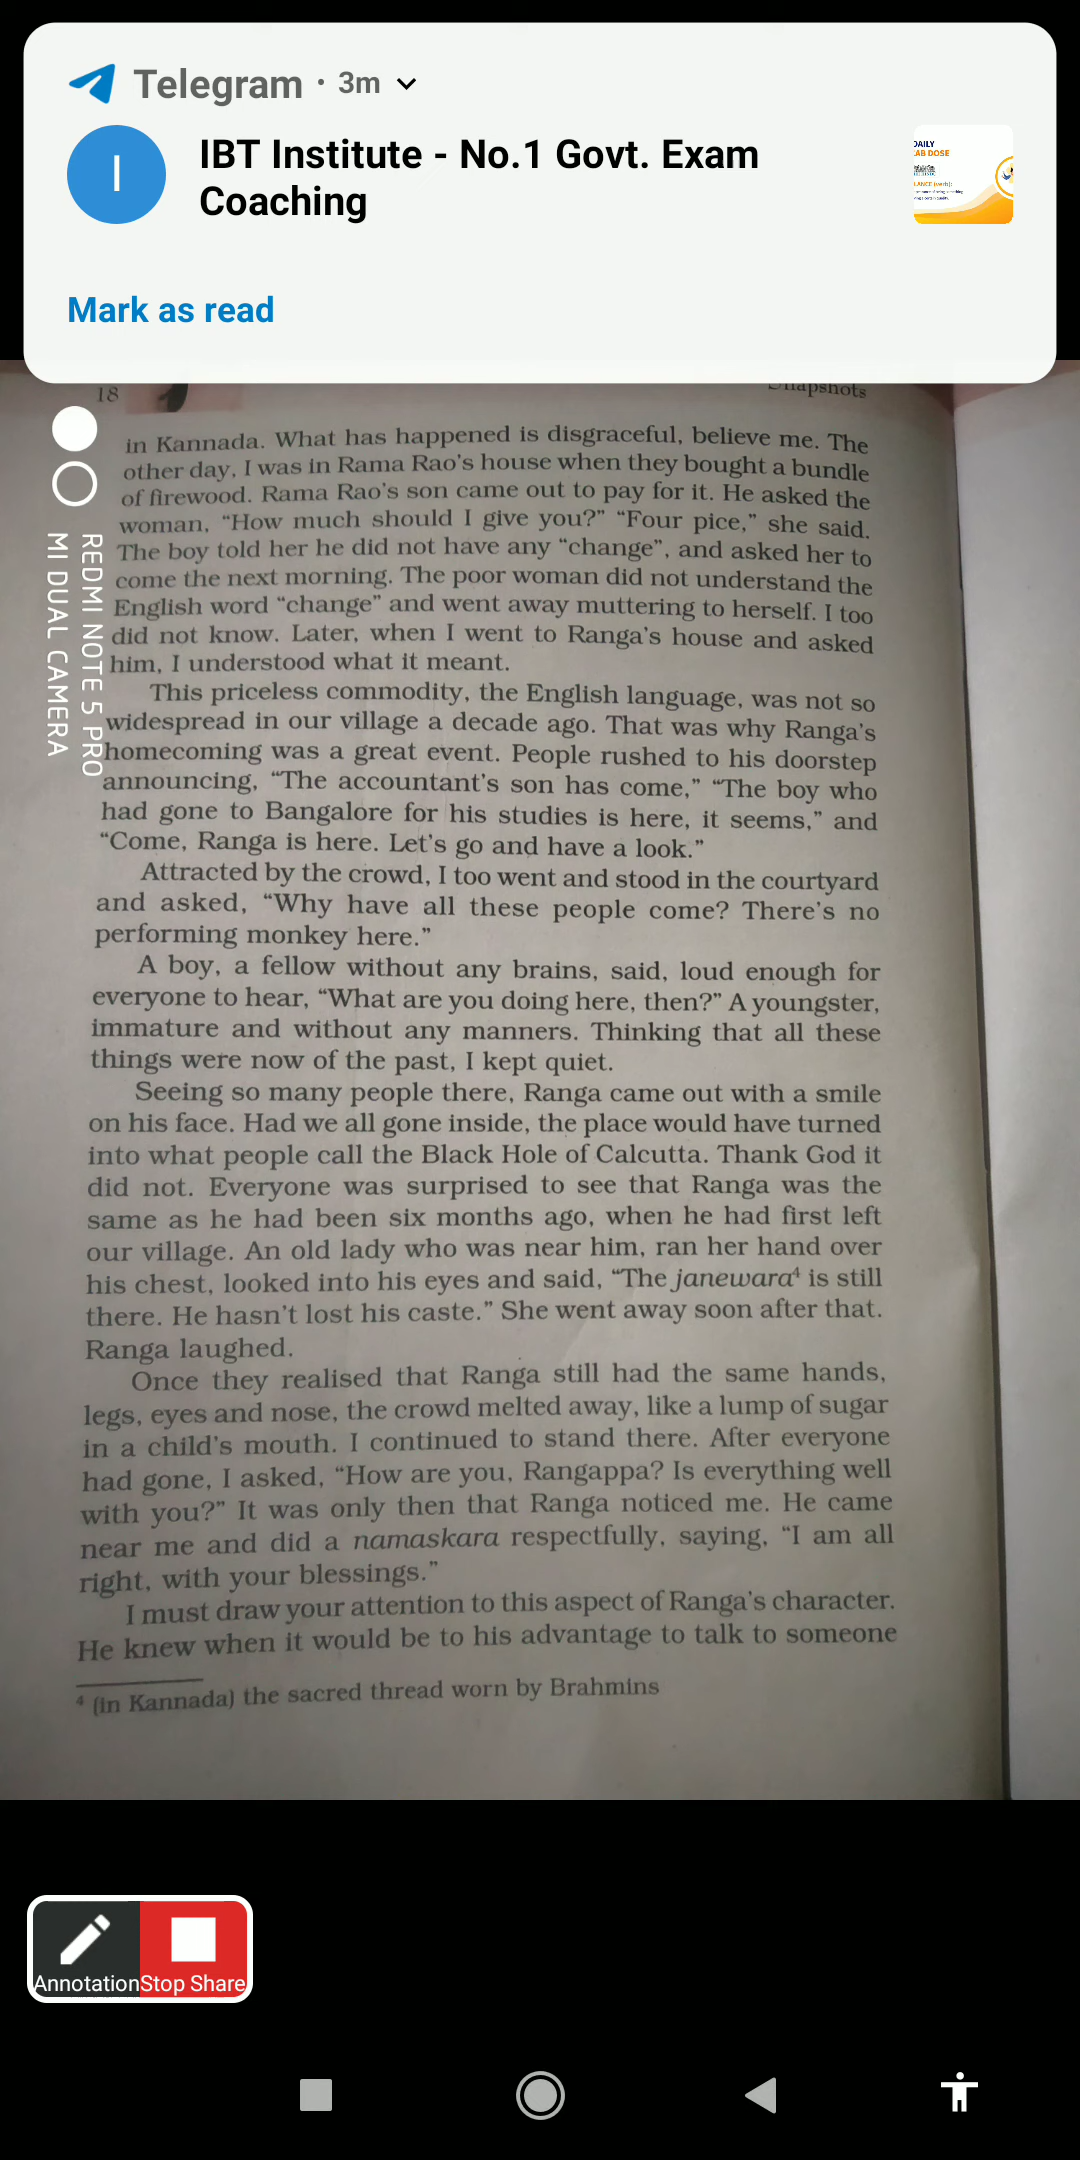 Telegram · 3m
I
IBT Institute - No.1 Govt. Exam
Coaching
DAILY
DOSE
Mark as read
18
Snapshots
in Kannada. What has happened is disgraceful, believe me. The
other day, I was in Rama Rao's house when they bought a bundle
of firewood. Rama Rao's son came out to pay for it. He asked the
woman, “How much should I give you?” “Four pice,” she said.
The boy told her he did not have any “change”, and asked her to
come the next morning. The poor woman did not understand the
English word “change” and went away muttering to herself. I too
did not know. Later, when I went to Ranga's house and asked
him, I understood what it meant.
This priceless commodity, the English language, was not so
widespread in our village a decade ago. That was why Ranga's
homecoming was a great event. People rushed to his doorstep
announcing, “The accountant's son has come,” “The boy who
had gone to Bangalore for his studies is here, it seems,” and
“Come, Ranga is here. Let's go and have a look.”
Attracted by the crowd, I too went and stood in the courtyard
and asked, “Why have all these people come? There's no
performing monkey here.”
A boy, a fellow without any brains, said, loud enough for
everyone to hear, “What are you doing here, then?” A youngster,
immature and without any manners. Thinking that all these
things were now of the past, I kept quiet.
Seeing so many people there, Ranga came out with a smile
on his face. Had we all gone inside, the place would have turned
into what people call the Black Hole of Calcutta. Thank God it
did not. Everyone was surprised to see that Ranga was the
same as he had been six months ago, when he had first left
our village. An old lady who was near him, ran her hand over
his chest, looked into his eyes and said, “The janewara⁴ is still
there. He hasn't lost his caste.” She went away soon after that.
Ranga laughed.
Once they realised that Ranga still had the same hands,
legs, eyes and nose, the crowd melted away, like a lump of sugar
in a child's mouth. I continued to stand there. After everyone
had gone, I asked, “How are you, Rangappa? Is everything well
with you?” It was only then that Ranga noticed me. He came
near me and did a namaskara respectfully, saying, “I am all
right, with your blessings.”
I must draw your attention to this aspect of Ranga's character.
He knew when it would be to his advantage to talk to someone
⁴ (in Kannada) the sacred thread worn by Brahmins
REDMI NOTE 5 PRO
MI DUAL CAMERA
Annotation
Stop Share